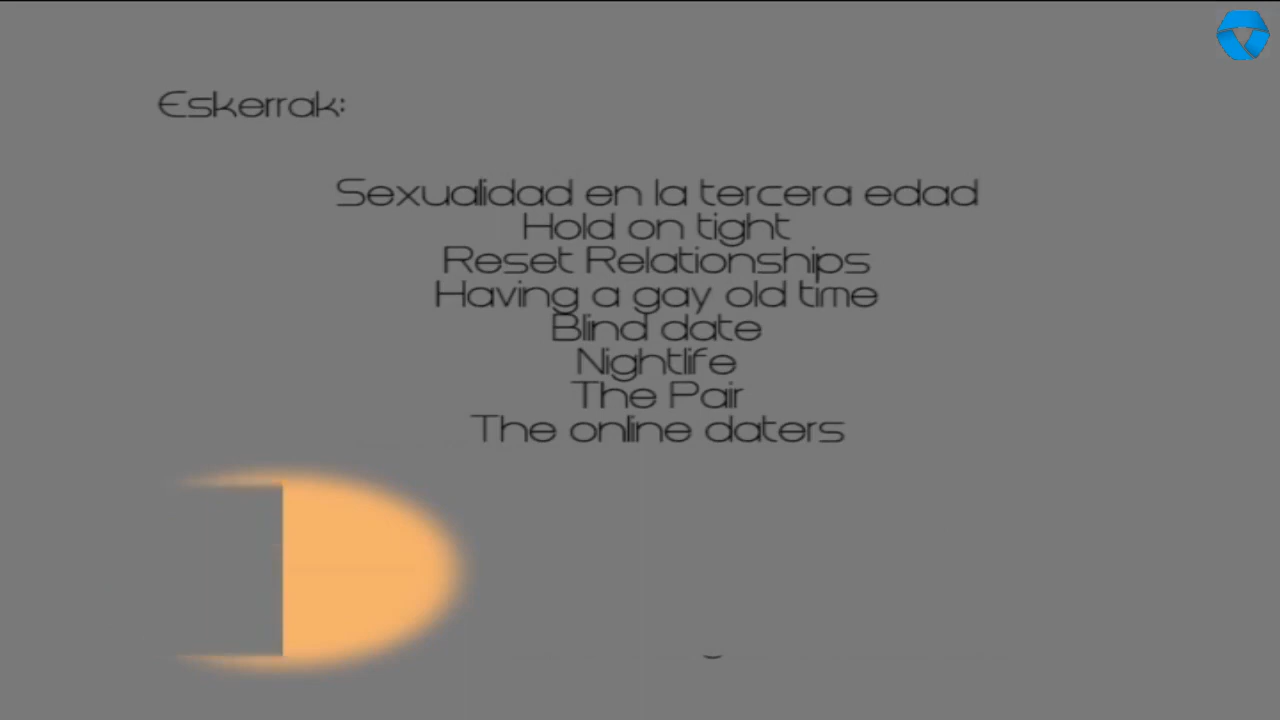 Eskerrak:
Sexualidad en la tercera edad
Hold on tight
Reset Relationships
Having a gay old time
Blind date
Nightlife
The Pair
The online daters